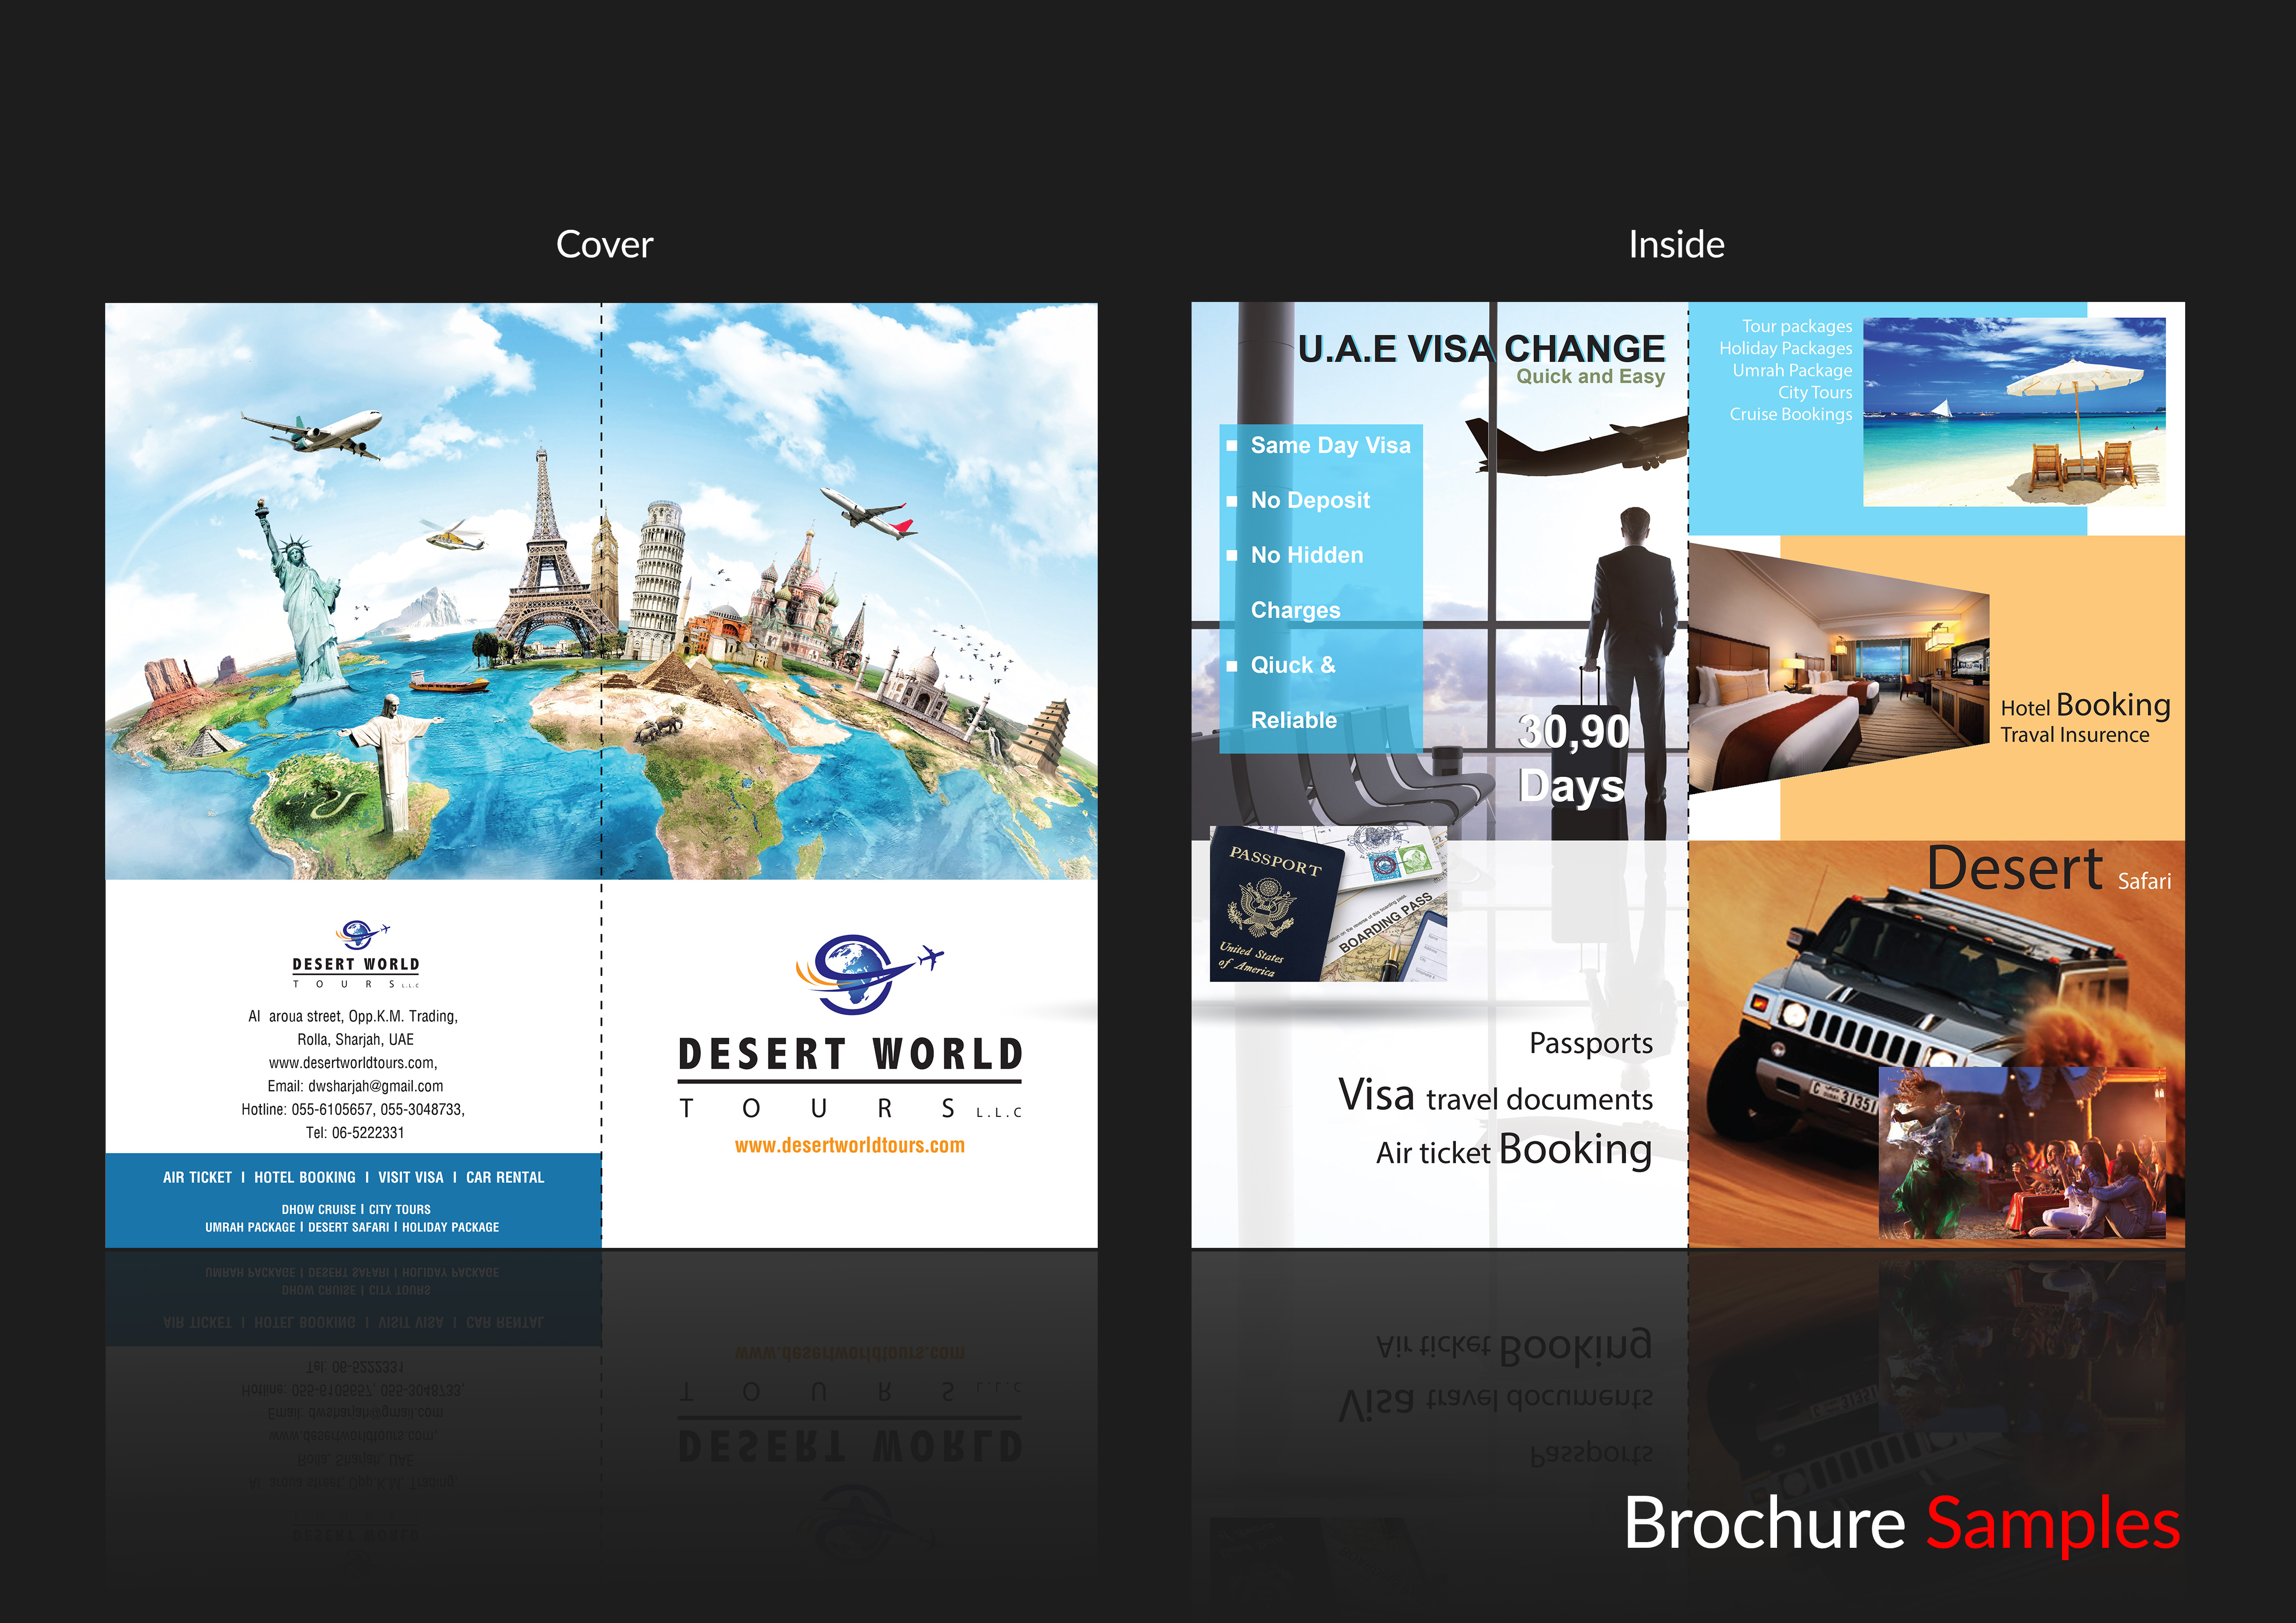 Cover
Inside
DESERT WORLD
TOURS L.L.C
Al aroua street, Opp.K.M. Trading,
Rolla, Sharjah, UAE
www.desertworldtours.com,
Email: dwsharjah@gmail.com
Hotline: 055-6105657, 055-3048733,
Tel: 06-5222331
AIR TICKET I HOTEL BOOKING I VISIT VISA I CAR RENTAL
DHOW CRUISE I CITY TOURS
UMRAH PACKAGE I DESERT SAFARI I HOLIDAY PACKAGE
DESERT WORLD
TOURS L.L.C
www.desertworldtours.com
U.A.E VISA CHANGE
Quick and Easy
Same Day Visa
No Deposit
No Hidden
Charges
Qiuck &
Reliable
30,90
Days
PASSPORT
United States
of America
BOARDING PASS
Passports
Visa travel documents
Air ticket Booking
Tour packages
Holiday Packages
Umrah Package
City Tours
Cruise Bookings
Hotel Booking
Traval Insurence
Desert Safari
Brochure Samples